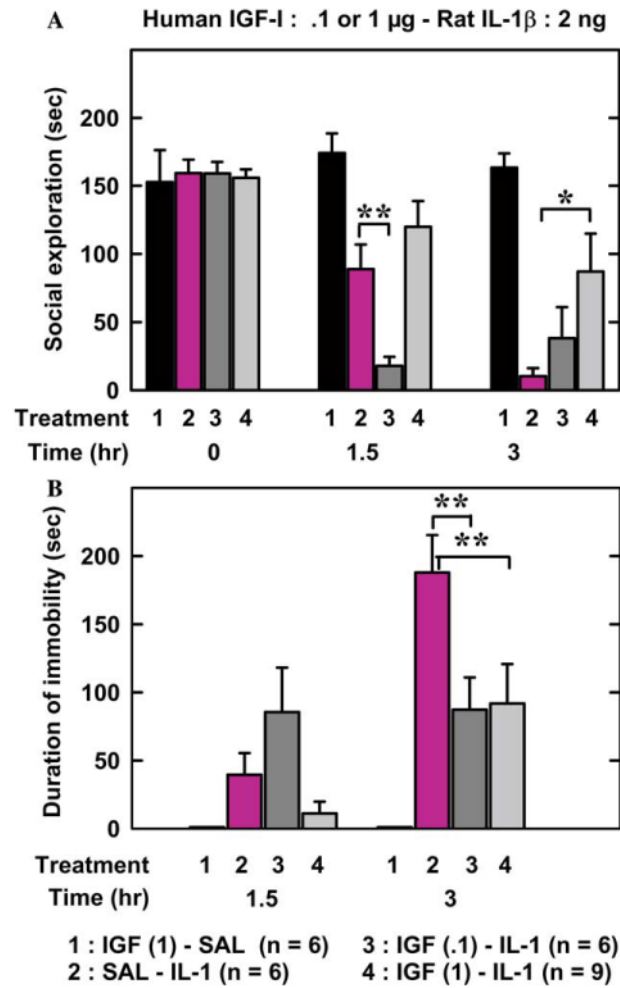 A Human IGF-I : .1 or 1 µg - Rat IL-1β : 2 ng
Social exploration (sec)
200
150
100
50
0
**
*
Treatment 1 2 3 4 1 2 3 4 1 2 3 4
Time (hr) 0 1.5 3
B
Duration of immobility (sec)
200
150
100
50
0
**
**
Treatment 1 2 3 4 1 2 3 4
Time (hr) 1.5 3
1 : IGF (1) - SAL (n = 6) 3 : IGF (.1) - IL-1 (n = 6)
2 : SAL - IL-1 (n = 6) 4 : IGF (1) - IL-1 (n = 9)